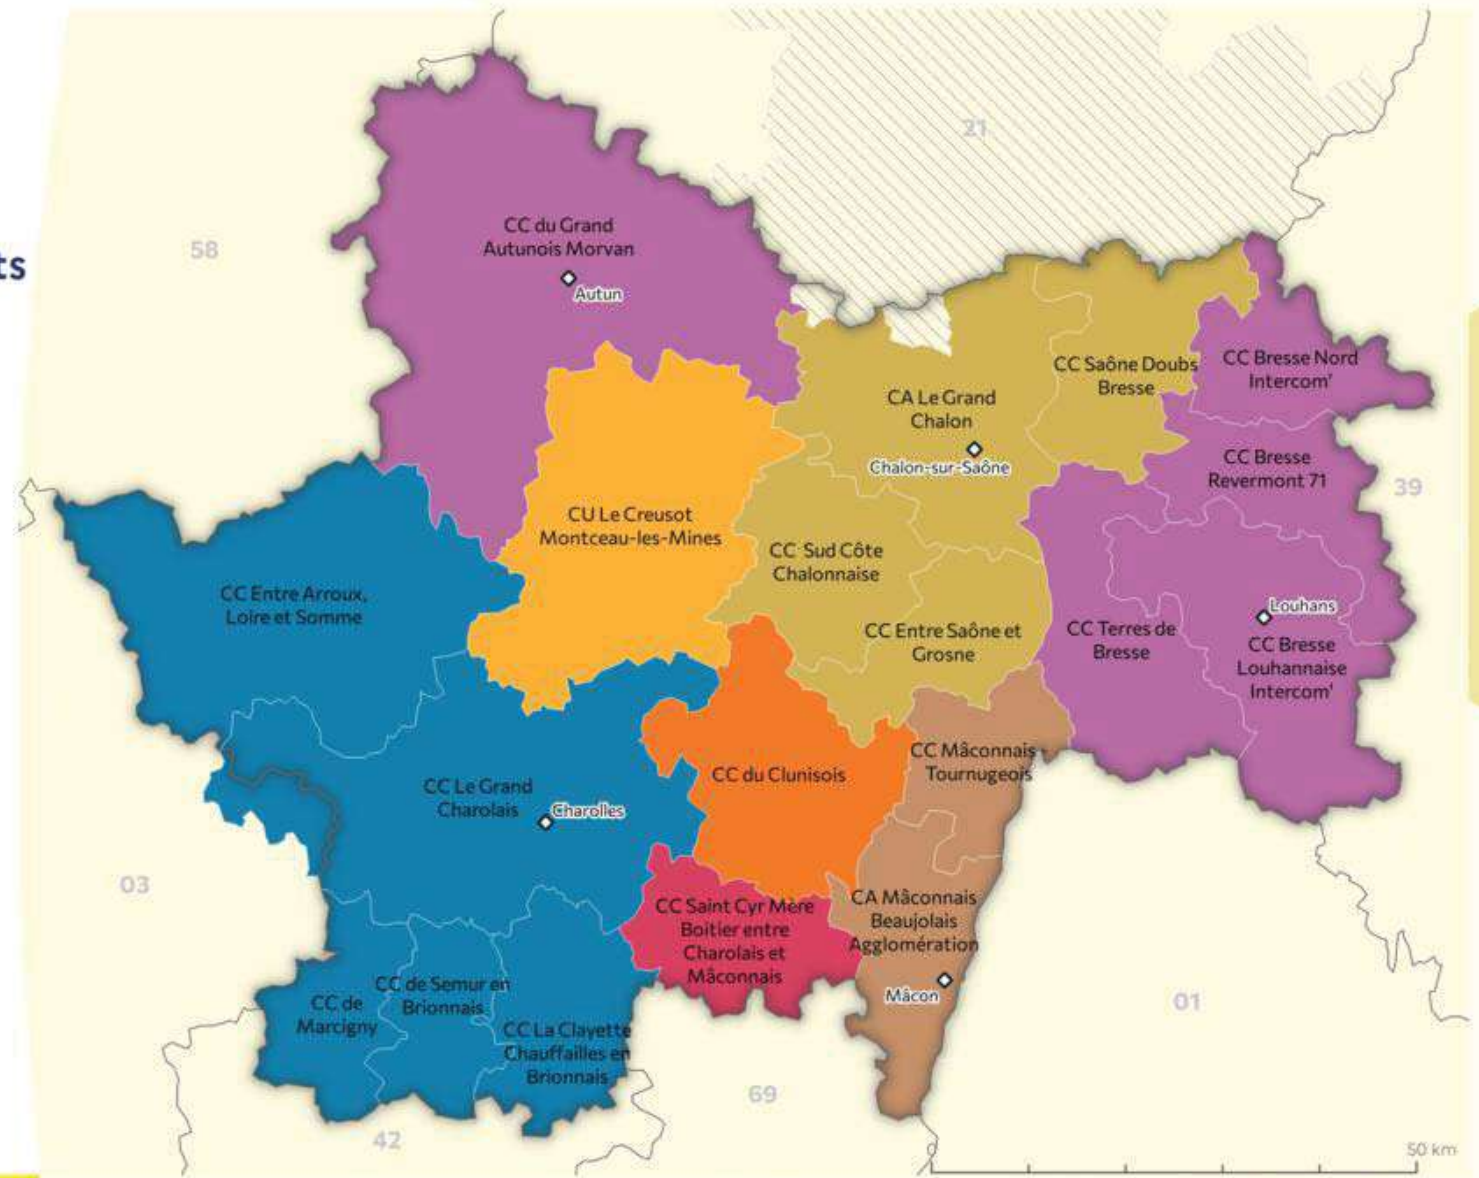 21
58
ts
CC du Grand
Autunois Morvan
Autun
CC Saône Doubs
Bresse
CC Bresse Nord
Intercom'
CA Le Grand
Chalon
Chalon-sur-Saône
CC Bresse
Revermont 71
39
CU Le Creusot
Montceau-les-Mines
CC Sud Côte
Chalonnaise
CC Entre Arroux,
Loire et Somme
Louhans
CC Entre Saône et
Grosne
CC Terres de
Bresse
CC Bresse
Louhannaise
Intercom'
CC Mâconnais
Tournugeois
CC du Clunisois
CC Le Grand
Charolais
Charolles
03
CC Saint Cyr Mère
Boitier entre
Charolais et
Mâconnais
CA Mâconnais
Beaujolais
Agglomération
Mâcon
CC de Semur en
Brionnais
CC de
Marcigny
01
CC La Clayette
Chauffailles en
Brionnais
69
42
0
50 km